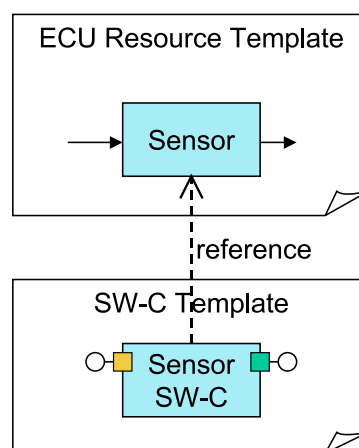 ECU Resource Template
Sensor
reference
SW-C Template
Sensor
SW-C